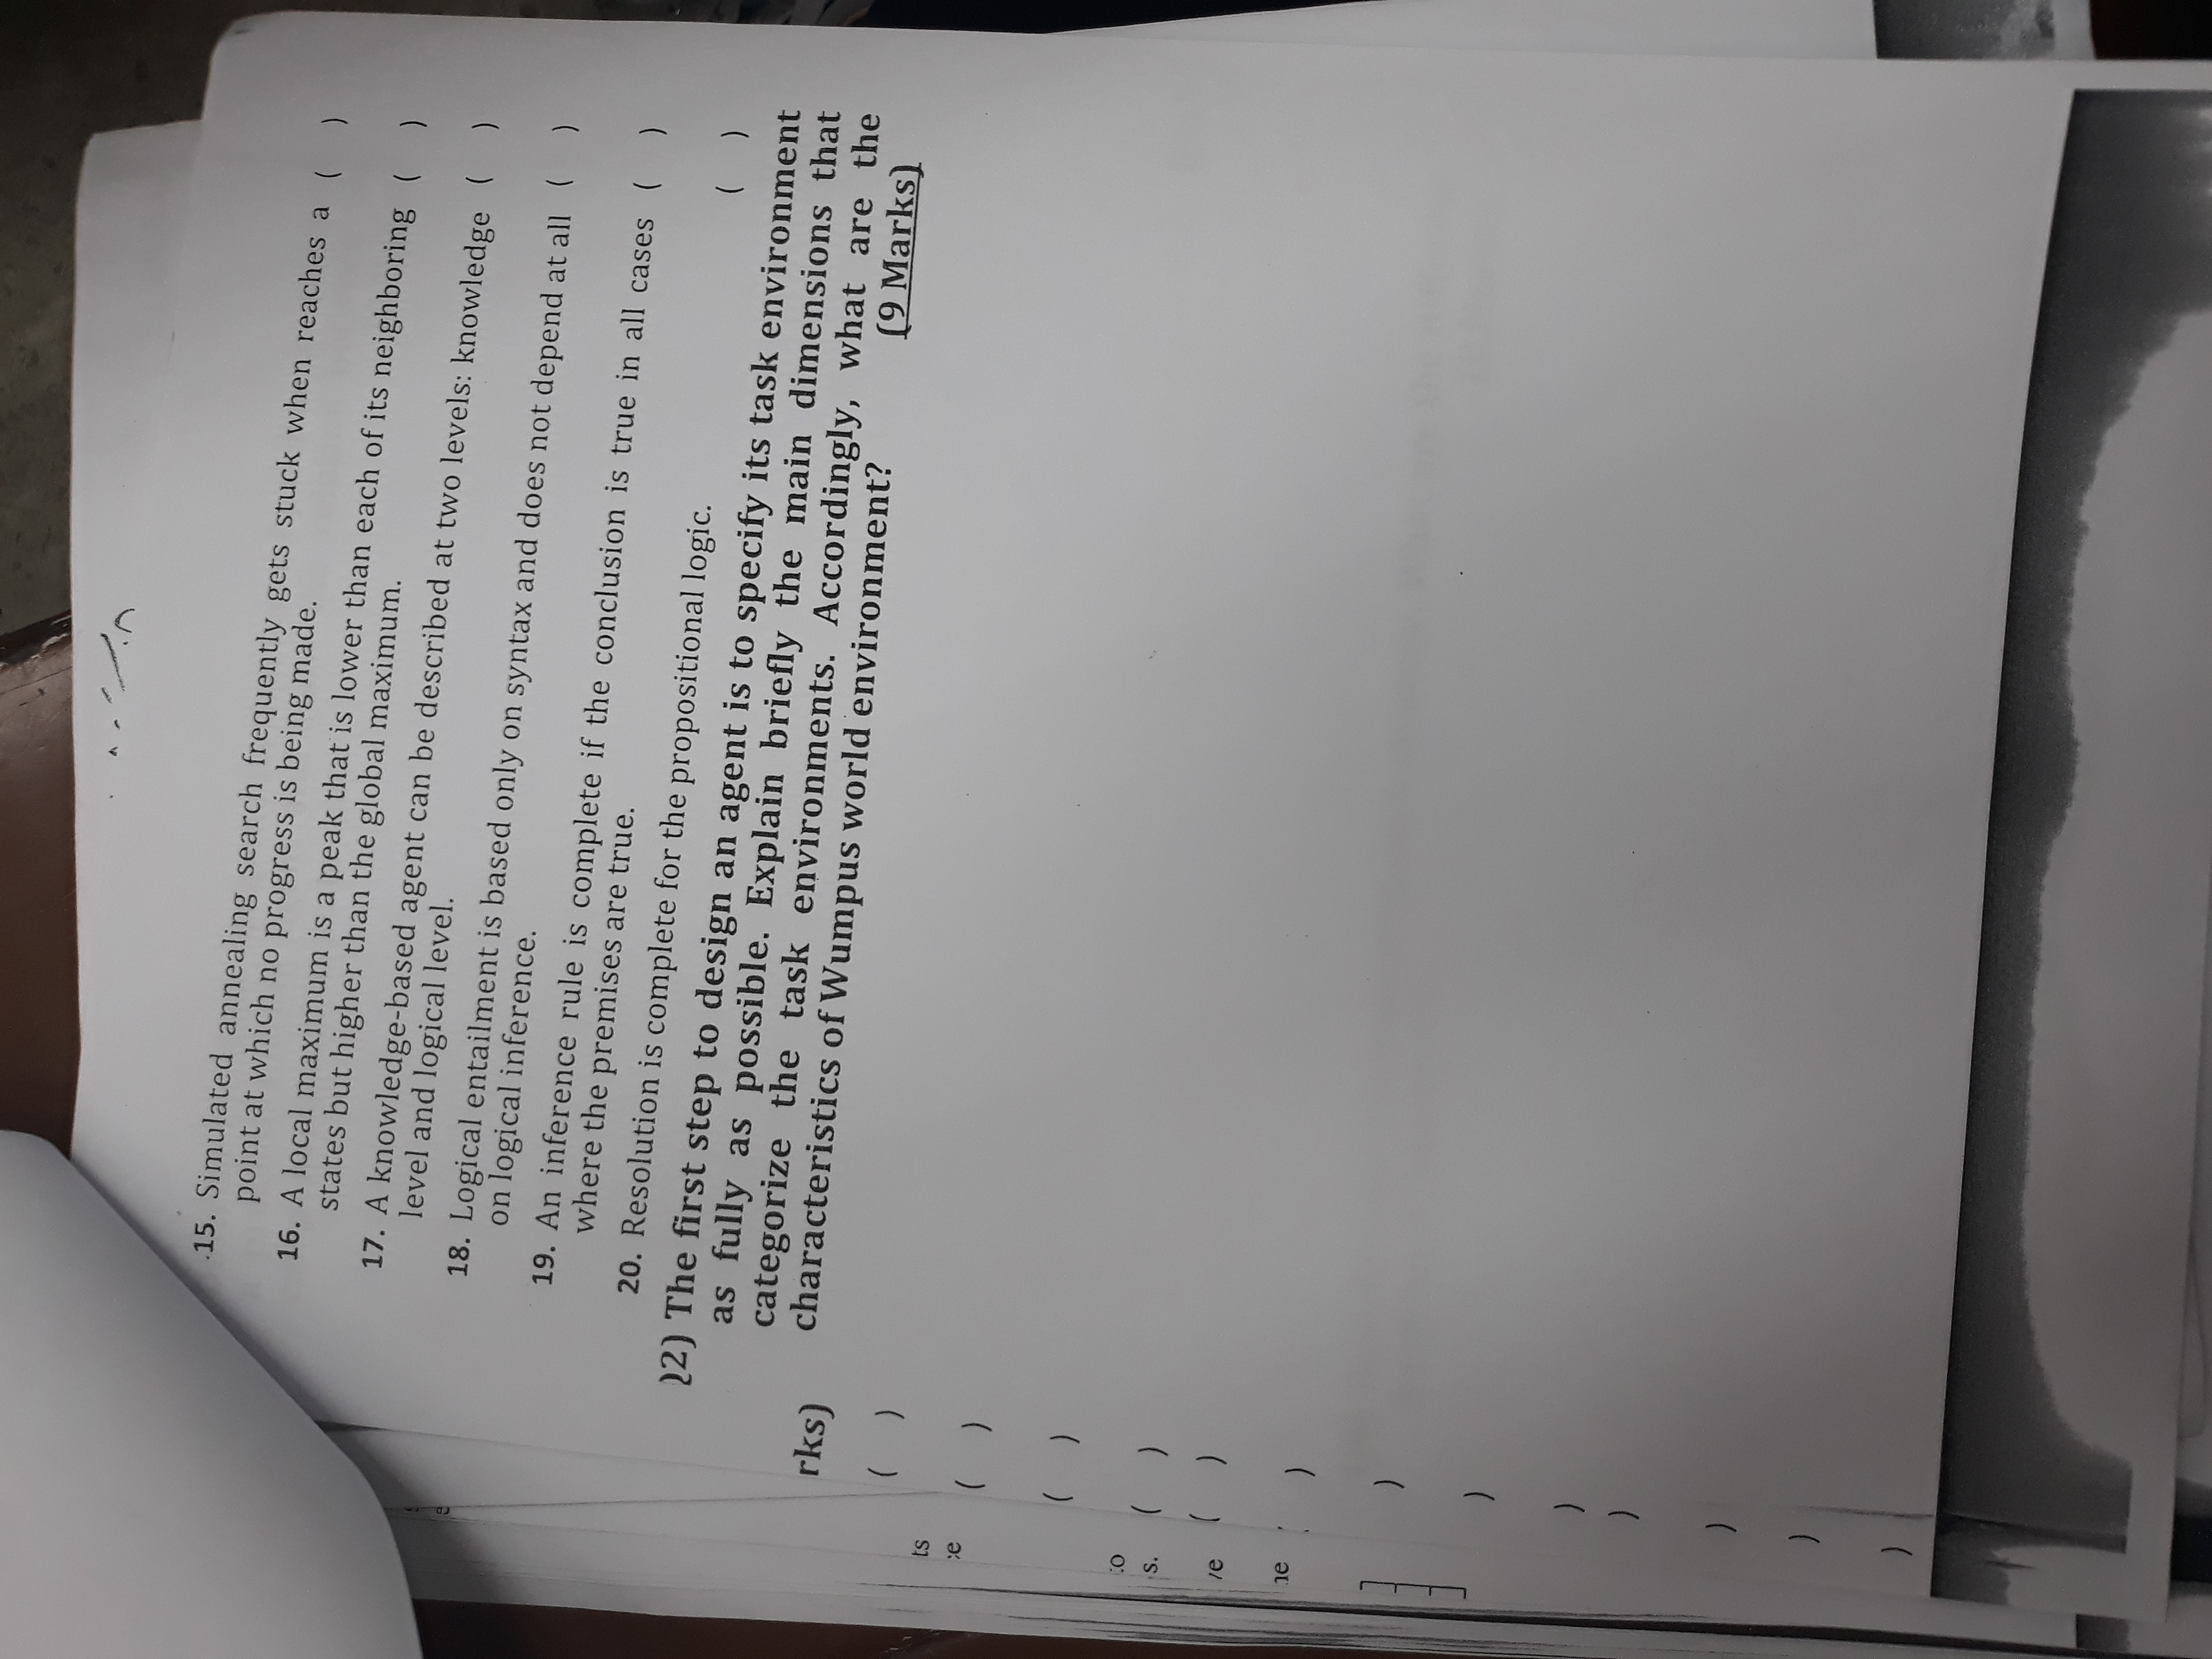 15. Simulated annealing search frequently gets stuck when reaches a ( )
point at which no progress is being made.
16. A local maximum is a peak that is lower than each of its neighboring ( )
states but higher than the global maximum.
17. A knowledge-based agent can be described at two levels: knowledge ( )
level and logical level.
18. Logical entailment is based only on syntax and does not depend at all ( )
on logical inference.
19. An inference rule is complete if the conclusion is true in all cases ( )
where the premises are true.
20. Resolution is complete for the propositional logic. ( )
2) The first step to design an agent is to specify its task environment
as fully as possible. Explain briefly the main dimensions that
categorize the task environments. Accordingly, what are the
characteristics of Wumpus world environment? (9 Marks)
rks)
( )
ts
ce
( )
( )
to
s.
( )
ve
( )
he
)
)
)
)
)
)
)
)